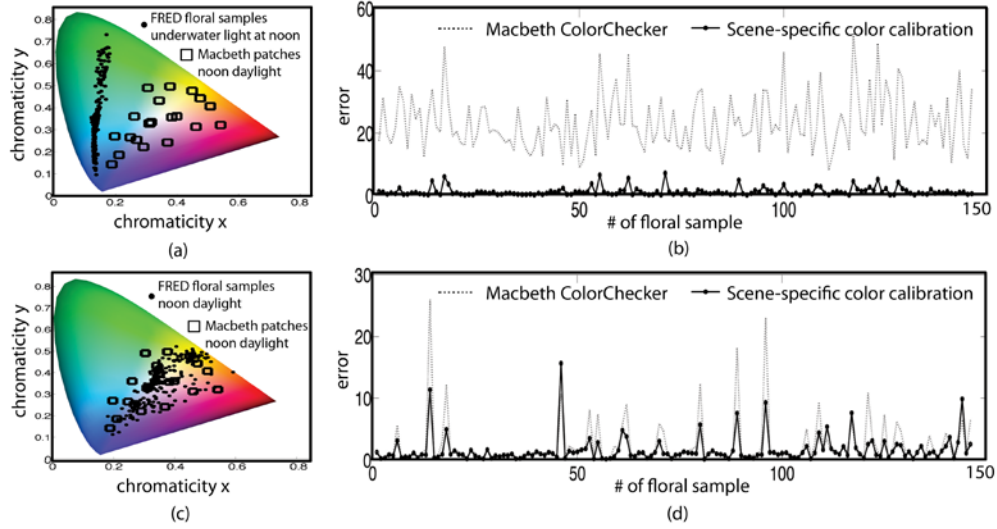 chromaticity y
0.8
0.7
0.6
0.5
0.4
0.3
0.2
0.1
0
0.2
0.4
0.6
0.8
FRED floral samples
underwater light at noon
Macbeth patches
noon daylight
chromaticity x
(a)
error
60
40
20
0
0
50
100
150
Macbeth ColorChecker
Scene-specific color calibration
# of floral sample
(b)
chromaticity y
0.8
0.7
0.6
0.5
0.4
0.3
0.2
0.1
0
0.2
0.4
0.6
0.8
FRED floral samples
noon daylight
Macbeth patches
noon daylight
chromaticity x
(c)
error
30
20
10
0
0
50
100
150
Macbeth ColorChecker
Scene-specific color calibration
# of floral sample
(d)